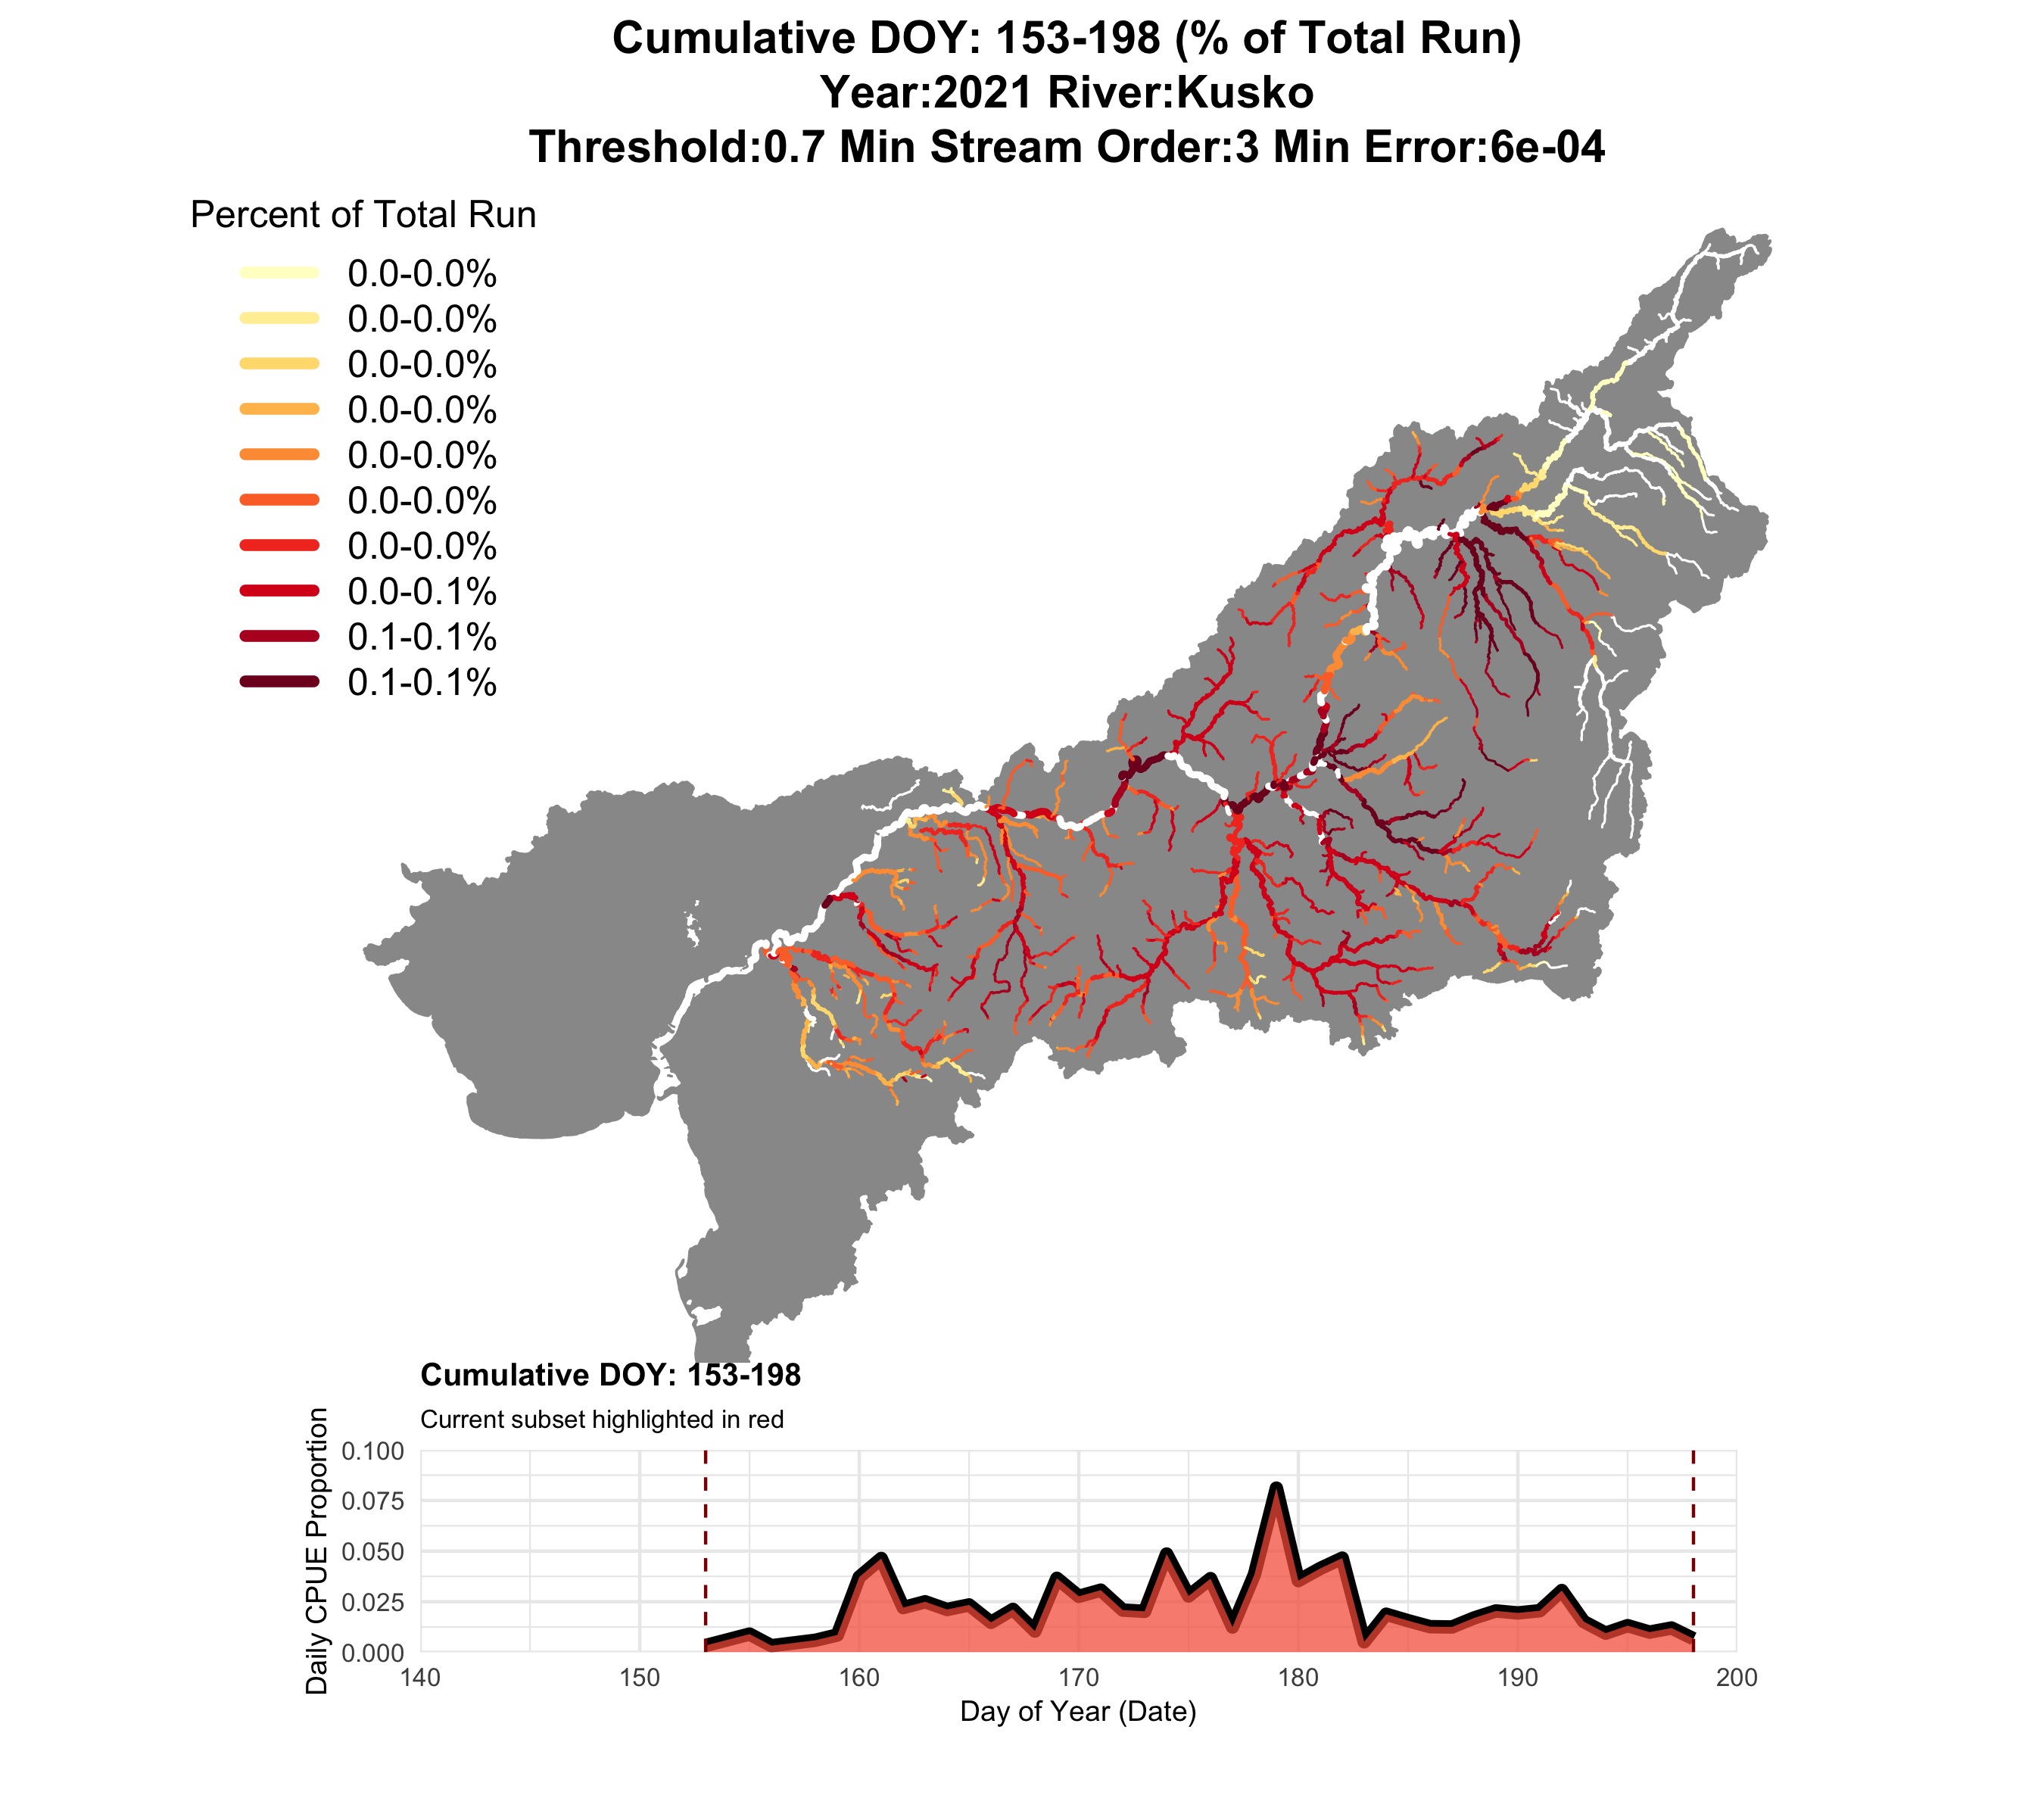 Cumulative DOY: 153-198 (% of Total Run)
Year:2021 River:Kusko
Threshold:0.7 Min Stream Order:3 Min Error:6e-04
Percent of Total Run
0.0-0.0%
0.0-0.0%
0.0-0.0%
0.0-0.0%
0.0-0.0%
0.0-0.0%
0.0-0.0%
0.0-0.1%
0.1-0.1%
0.1-0.1%
Cumulative DOY: 153-198
Current subset highlighted in red
Daily CPUE Proportion
0.100
0.075
0.050
0.025
0.000
140 150 160 170 180 190 200
Day of Year (Date)